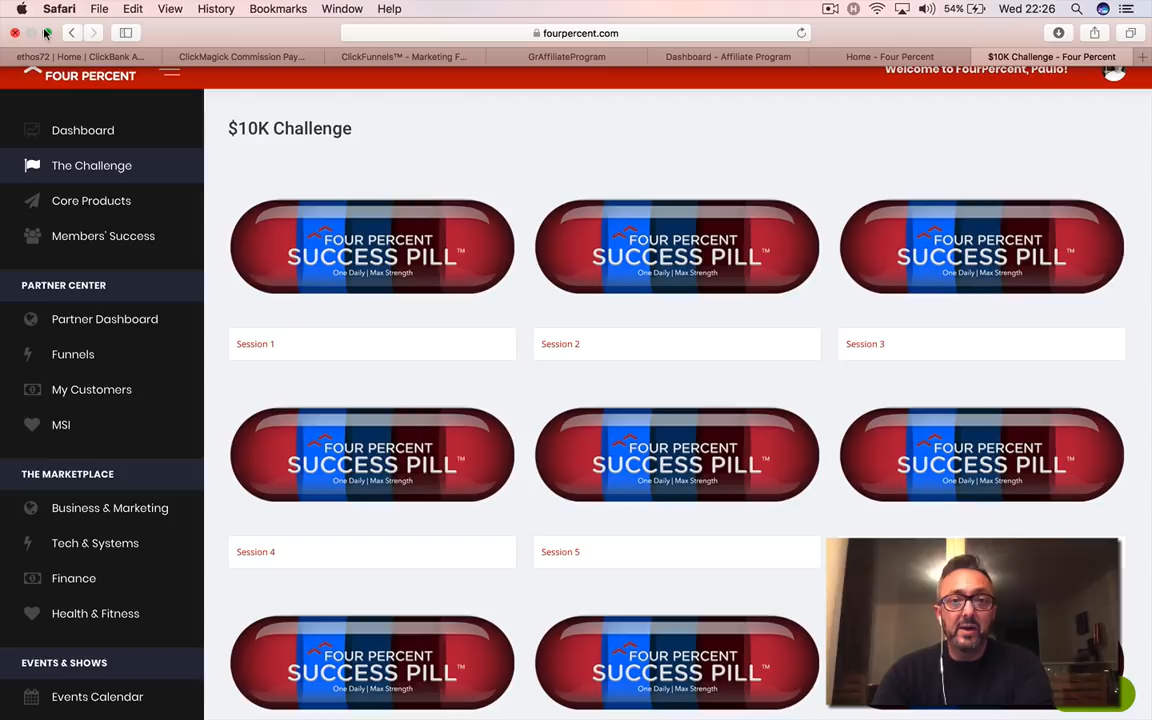 Safari File Edit View History Bookmarks Window Help 54% Wed 22:26
fourpercent.com
ethos72 | Home | ClickBank A... ClickMagick Commission Pay... ClickFunnels™ - Marketing F... GrAffiliateProgram Dashboard - Affiliate Program Home - Four Percent $10K Challenge - Four Percent
FOUR PERCENT Welcome to FourPercent, Paulo!
Dashboard
The Challenge
Core Products
Members' Success
PARTNER CENTER
Partner Dashboard
Funnels
My Customers
MSI
THE MARKETPLACE
Business & Marketing
Tech & Systems
Finance
Health & Fitness
EVENTS & SHOWS
Events Calendar
$10K Challenge
FOUR PERCENT FOUR PERCENT FOUR PERCENT
SUCCESS PILL™ SUCCESS PILL™ SUCCESS PILL™
One Daily | Max Strength One Daily | Max Strength One Daily | Max Strength
Session 1 Session 2 Session 3
FOUR PERCENT FOUR PERCENT FOUR PERCENT
SUCCESS PILL™ SUCCESS PILL™ SUCCESS PILL™
One Daily | Max Strength One Daily | Max Strength One Daily | Max Strength
Session 4 Session 5
FOUR PERCENT FOUR PERCENT
SUCCESS PILL™ SUCCESS PILL™
One Daily | Max Strength One Daily | Max Strength